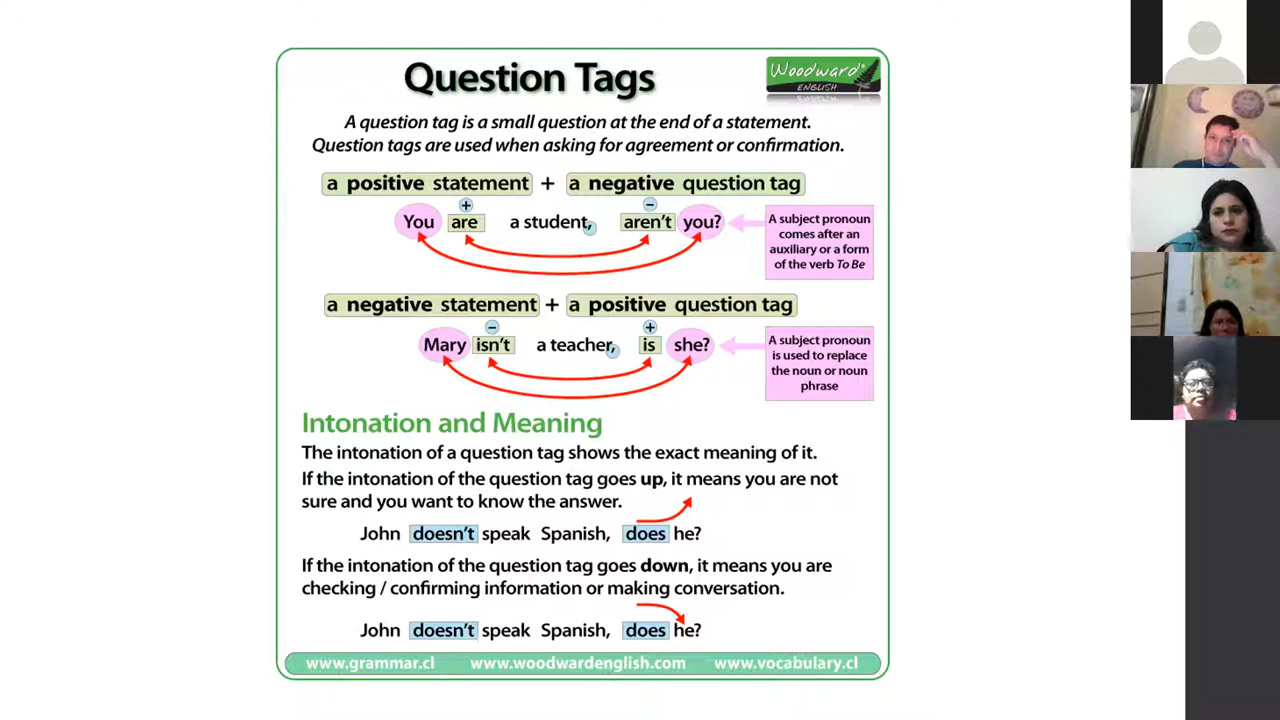 Question Tags
Woodward®
ENGLISH
A question tag is a small question at the end of a statement.
Question tags are used when asking for agreement or confirmation.
a positive statement + a negative question tag
+ −
You are a student, aren't you?
A subject pronoun
comes after an
auxiliary or a form
of the verb To Be
a negative statement + a positive question tag
− +
Mary isn't a teacher, is she?
A subject pronoun
is used to replace
the noun or noun
phrase
Intonation and Meaning
The intonation of a question tag shows the exact meaning of it.
If the intonation of the question tag goes up, it means you are not
sure and you want to know the answer.
John doesn't speak Spanish, does he?
If the intonation of the question tag goes down, it means you are
checking / confirming information or making conversation.
John doesn't speak Spanish, does he?
www.grammar.cl www.woodwardenglish.com www.vocabulary.cl